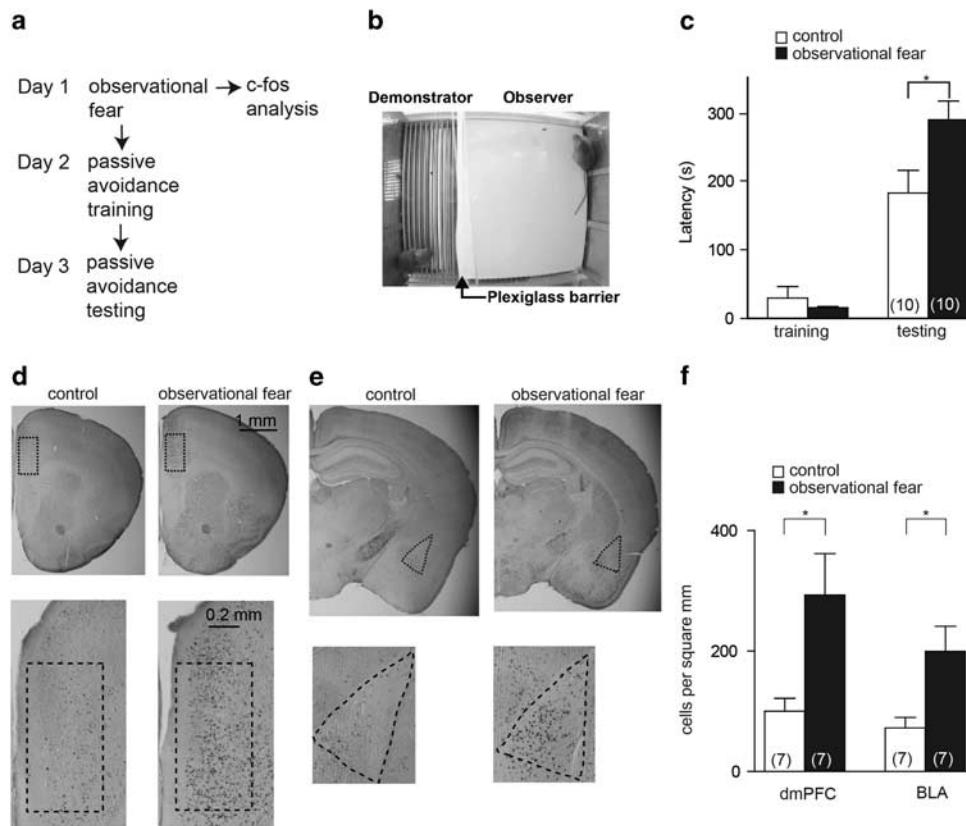 a
Day 1 observational fear → c-fos analysis
Day 2 passive avoidance training
Day 3 passive avoidance testing
b
Demonstrator Observer
Plexiglass barrier
c
control
observational fear
*
Latency (s)
300
200
100
0
(10) (10)
training testing
d
control observational fear
1 mm
0.2 mm
e
control observational fear
f
control
observational fear
* *
cells per square mm
400
200
0
(7) (7) (7) (7)
dmPFC BLA